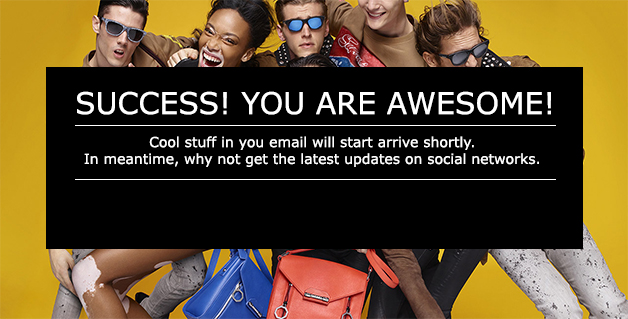 SUCCESS! YOU ARE AWESOME!
Cool stuff in you email will start arrive shortly.
In meantime, why not get the latest updates on social networks.